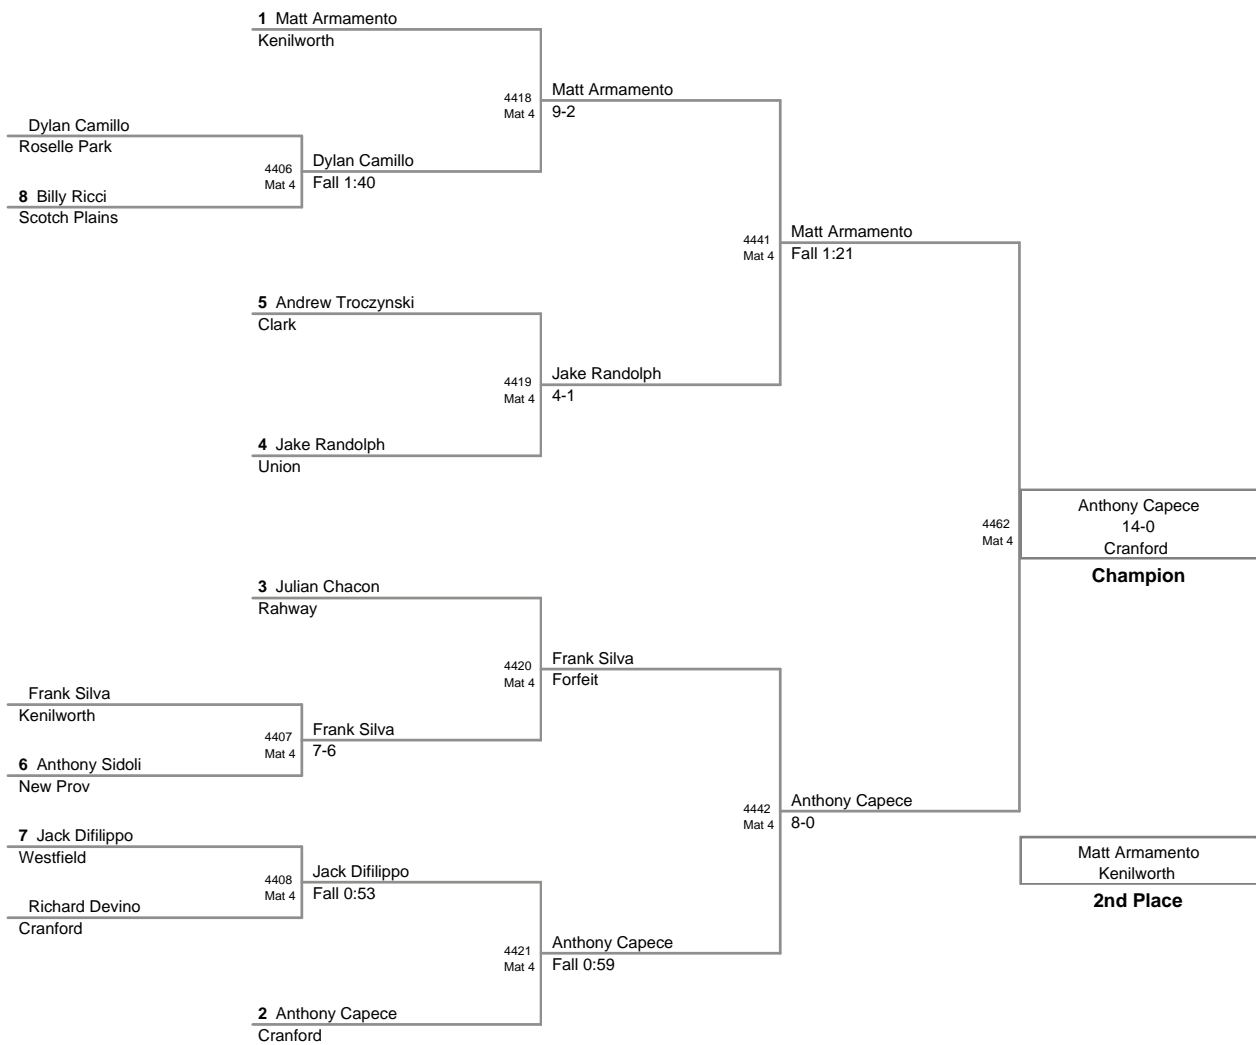 1 Matt Armamento
Kenilworth
4418
Mat 4
Matt Armamento
9-2
Dylan Camillo
Roselle Park
4406
Mat 4
Dylan Camillo
Fall 1:40
8 Billy Ricci
Scotch Plains
4441
Mat 4
Matt Armamento
Fall 1:21
5 Andrew Troczynski
Clark
4419
Mat 4
Jake Randolph
4-1
4 Jake Randolph
Union
4462
Mat 4
Anthony Capece
14-0
Cranford
Champion
3 Julian Chacon
Rahway
4420
Mat 4
Frank Silva
Forfeit
Frank Silva
Kenilworth
4407
Mat 4
Frank Silva
7-6
6 Anthony Sidoli
New Prov
4442
Mat 4
Anthony Capece
8-0
7 Jack Difilippo
Westfield
4408
Mat 4
Jack Difilippo
Fall 0:53
Richard Devino
Cranford
Matt Armamento
Kenilworth
2nd Place
4421
Mat 4
Anthony Capece
Fall 0:59
2 Anthony Capece
Cranford